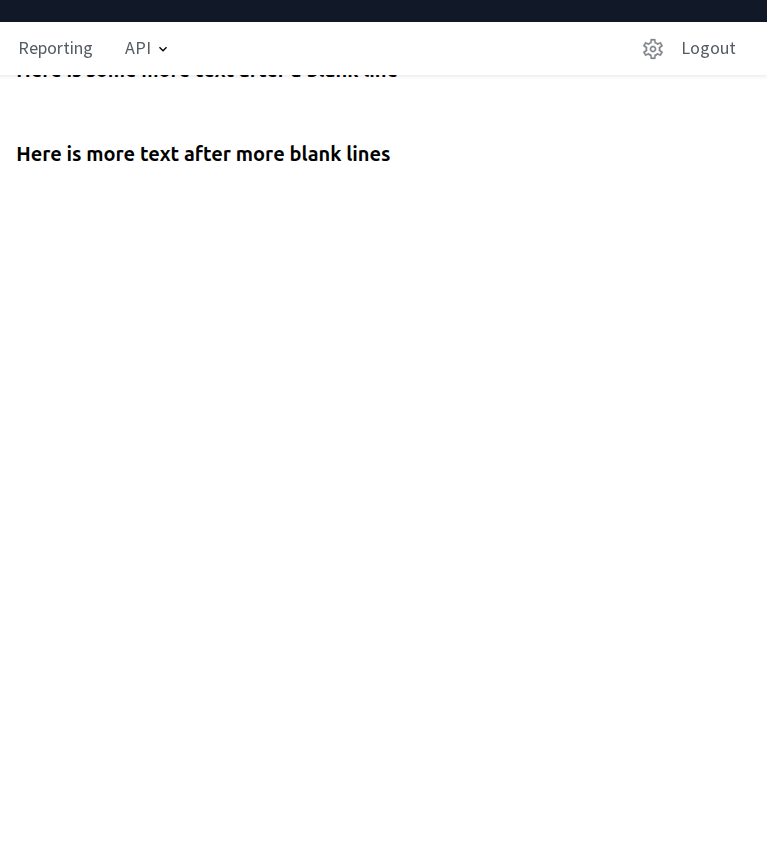 Reporting API Logout
Here is some more text after a blank line
Here is more text after more blank lines